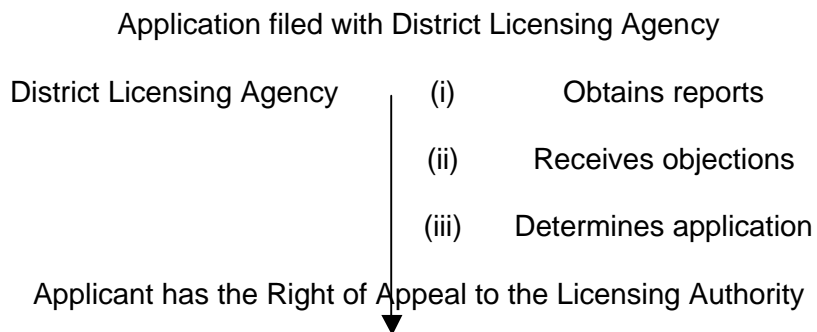 Application filed with District Licensing Agency
District Licensing Agency (i) Obtains reports
(ii) Receives objections
(iii) Determines application
Applicant has the Right of Appeal to the Licensing Authority